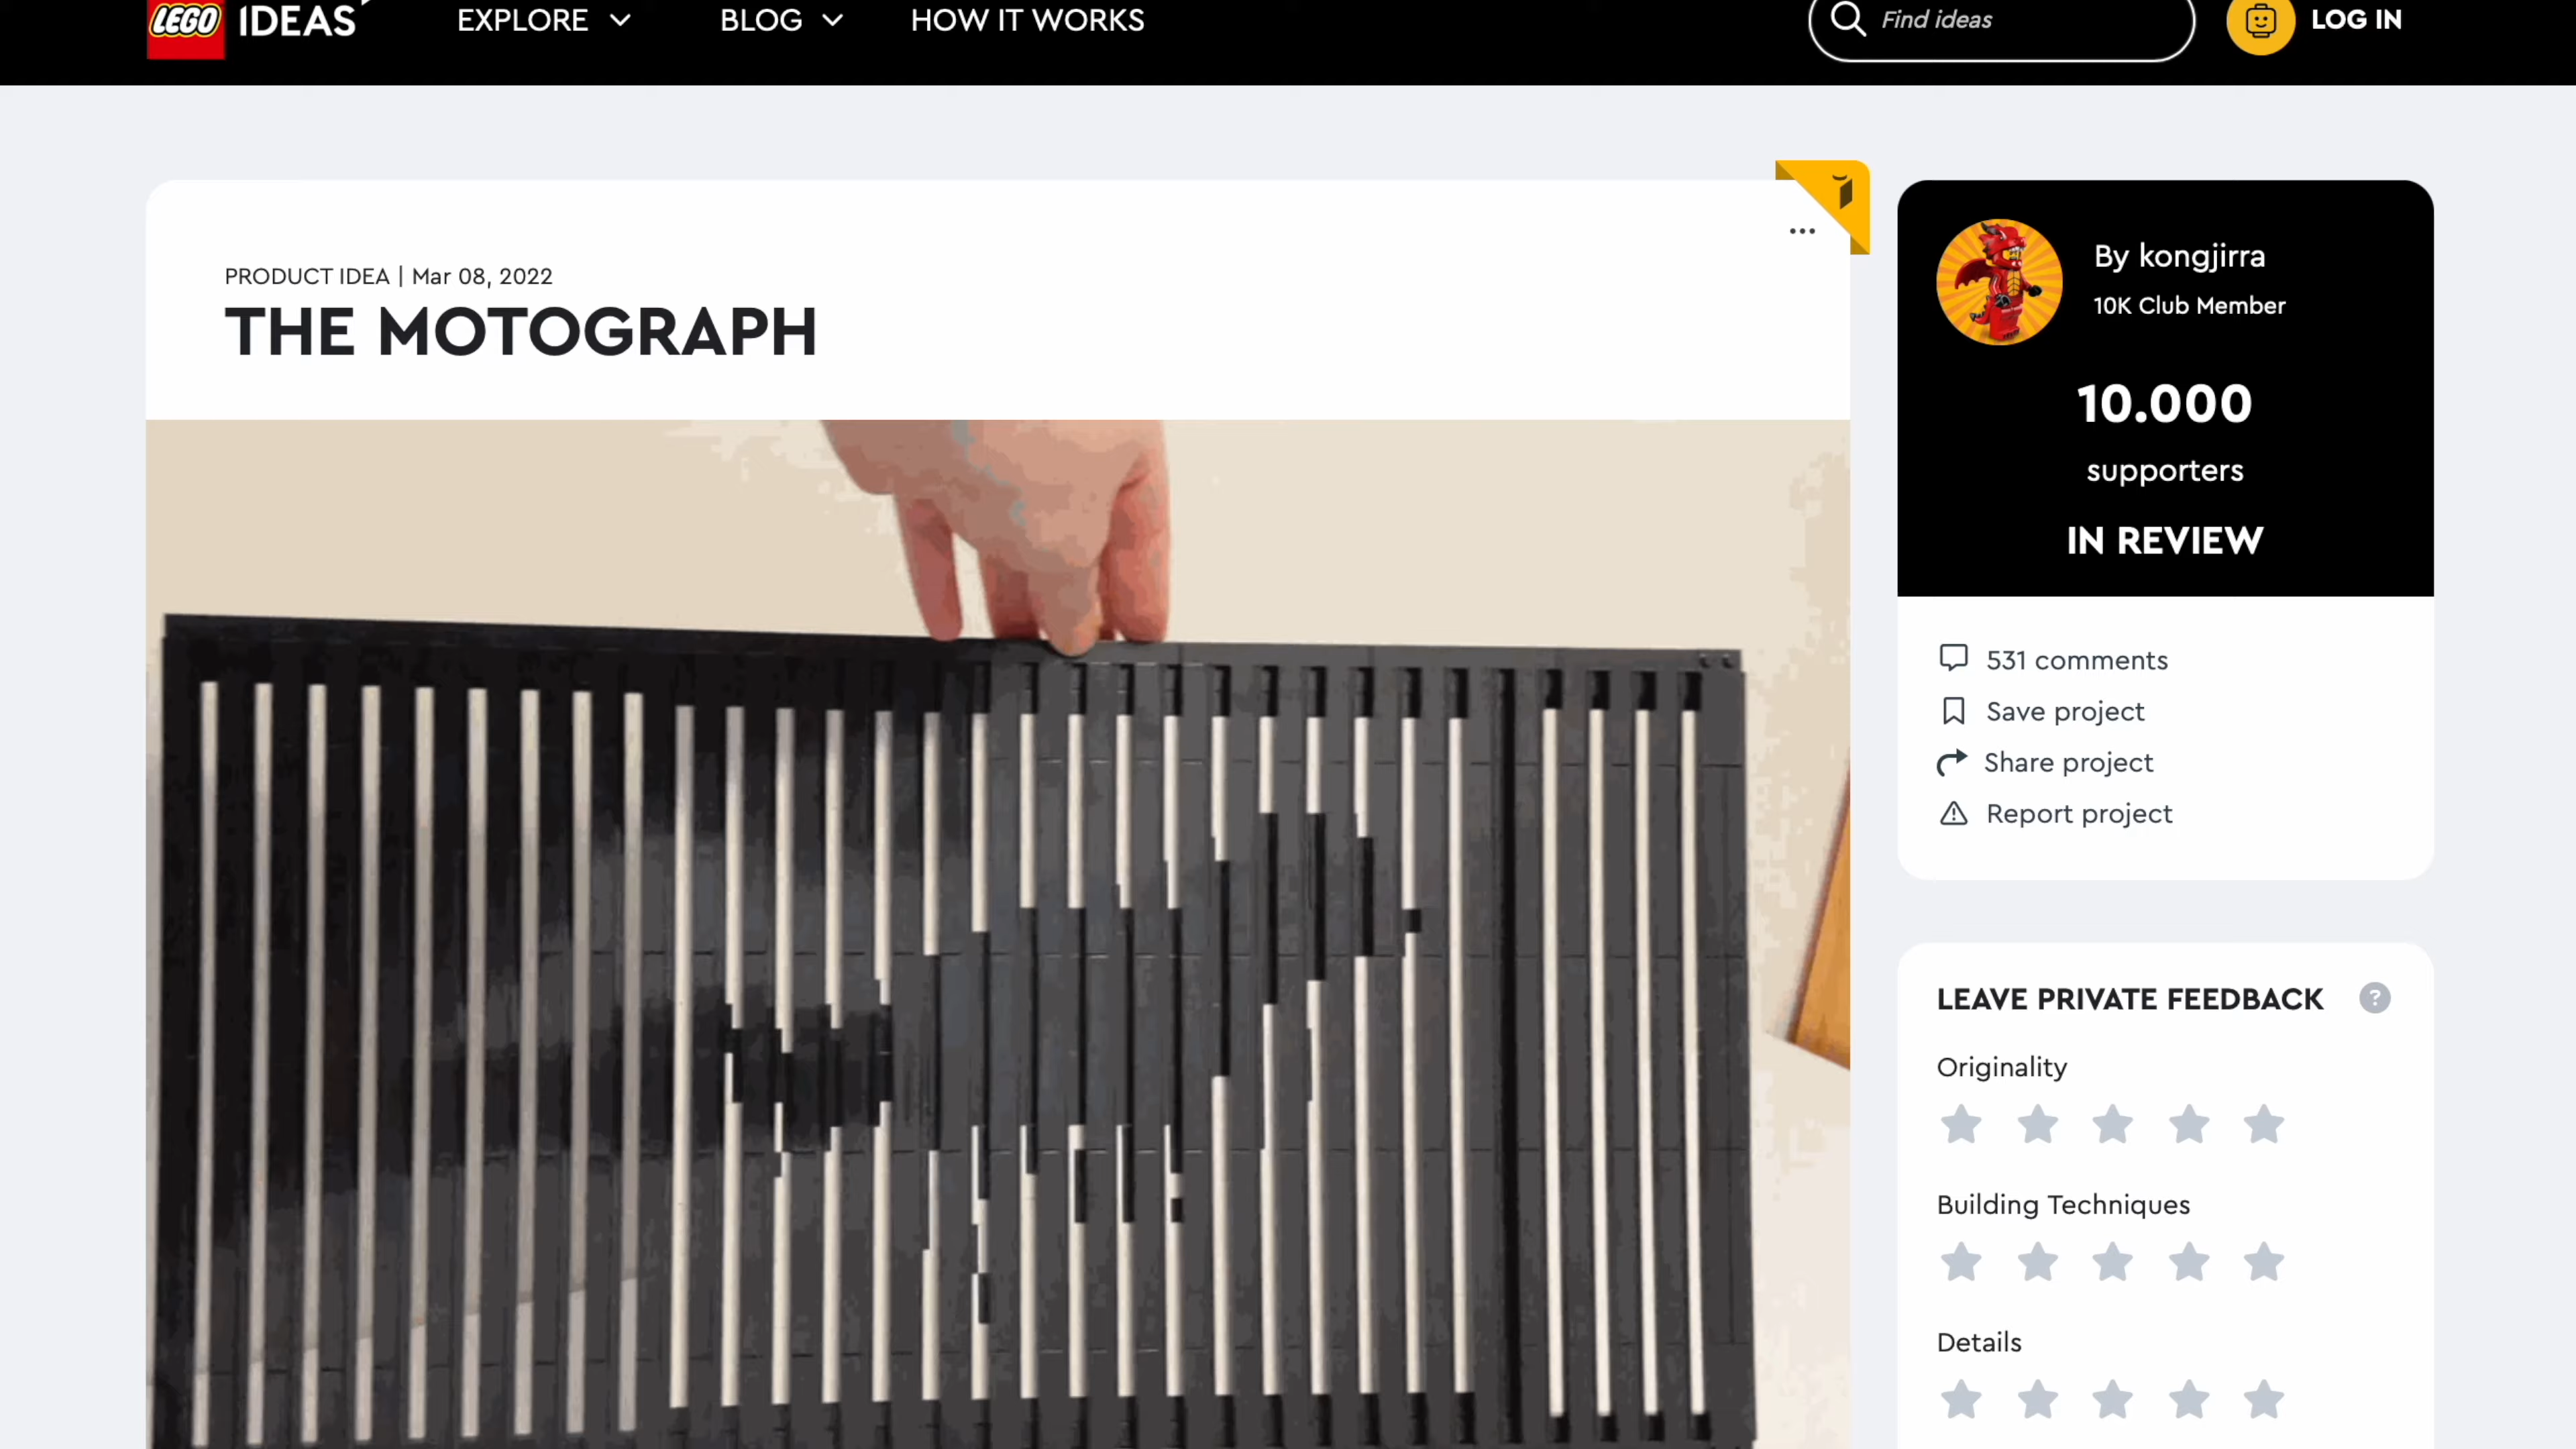 LEGO IDEAS
EXPLORE
BLOG
HOW IT WORKS
Find ideas
LOG IN
PRODUCT IDEA | Mar 08, 2022
THE MOTOGRAPH
By kongjirra
10K Club Member
10.000
supporters
IN REVIEW
531 comments
Save project
Share project
Report project
LEAVE PRIVATE FEEDBACK ?
Originality
Building Techniques
Details